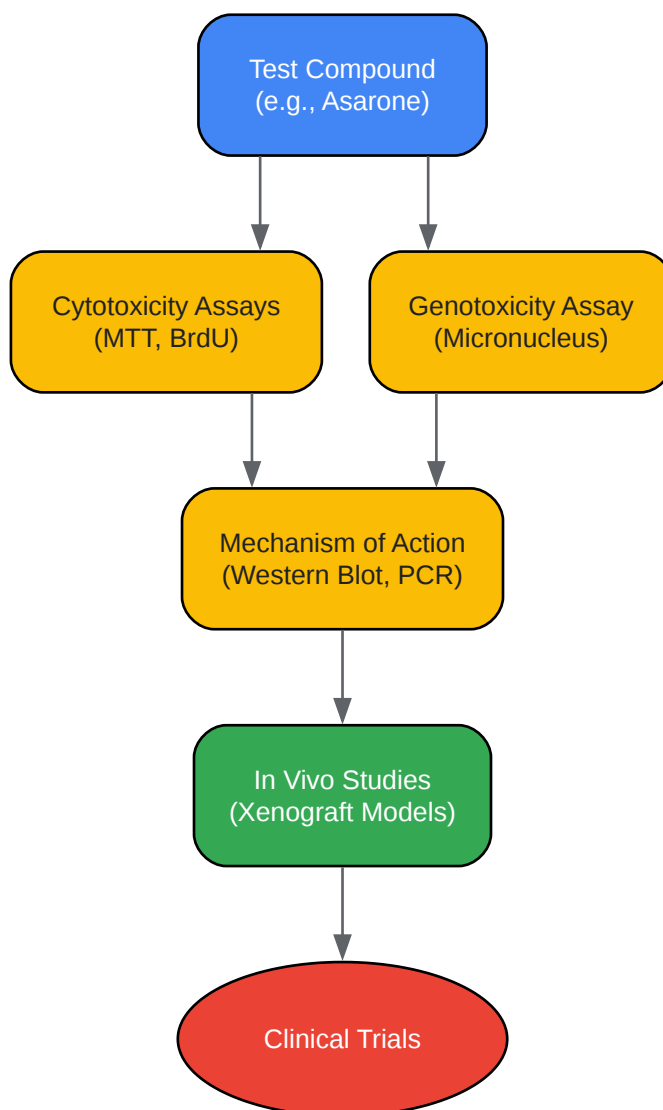 Test Compound
(e.g., Asarone)
Cytotoxicity Assays
(MTT, BrdU)
Genotoxicity Assay
(Micronucleus)
Mechanism of Action
(Western Blot, PCR)
In Vivo Studies
(Xenograft Models)
Clinical Trials